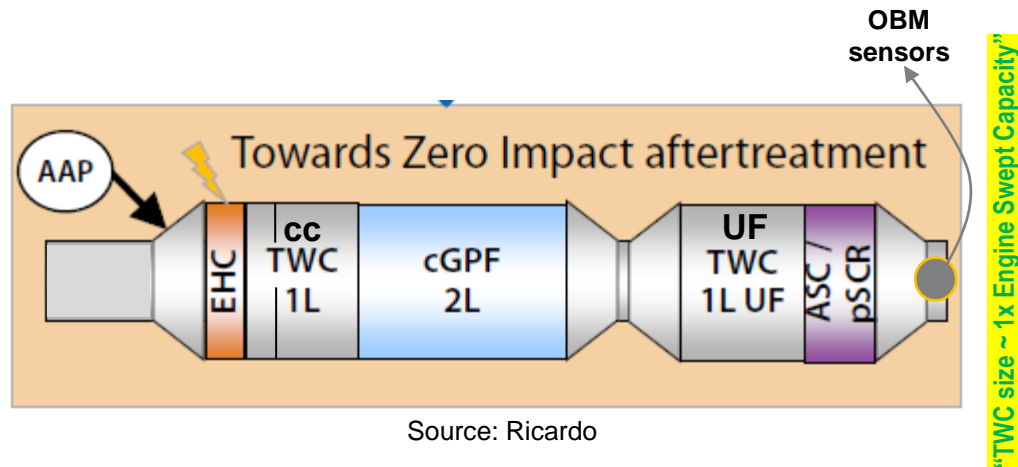 OBM
sensors
AAP
Towards Zero Impact aftertreatment
EHC
cc
TWC
1L
cGPF
2L
UF
TWC
1L UF
ASC /
pSCR
Source: Ricardo
“TWC size ~ 1x Engine Swept Capacity”